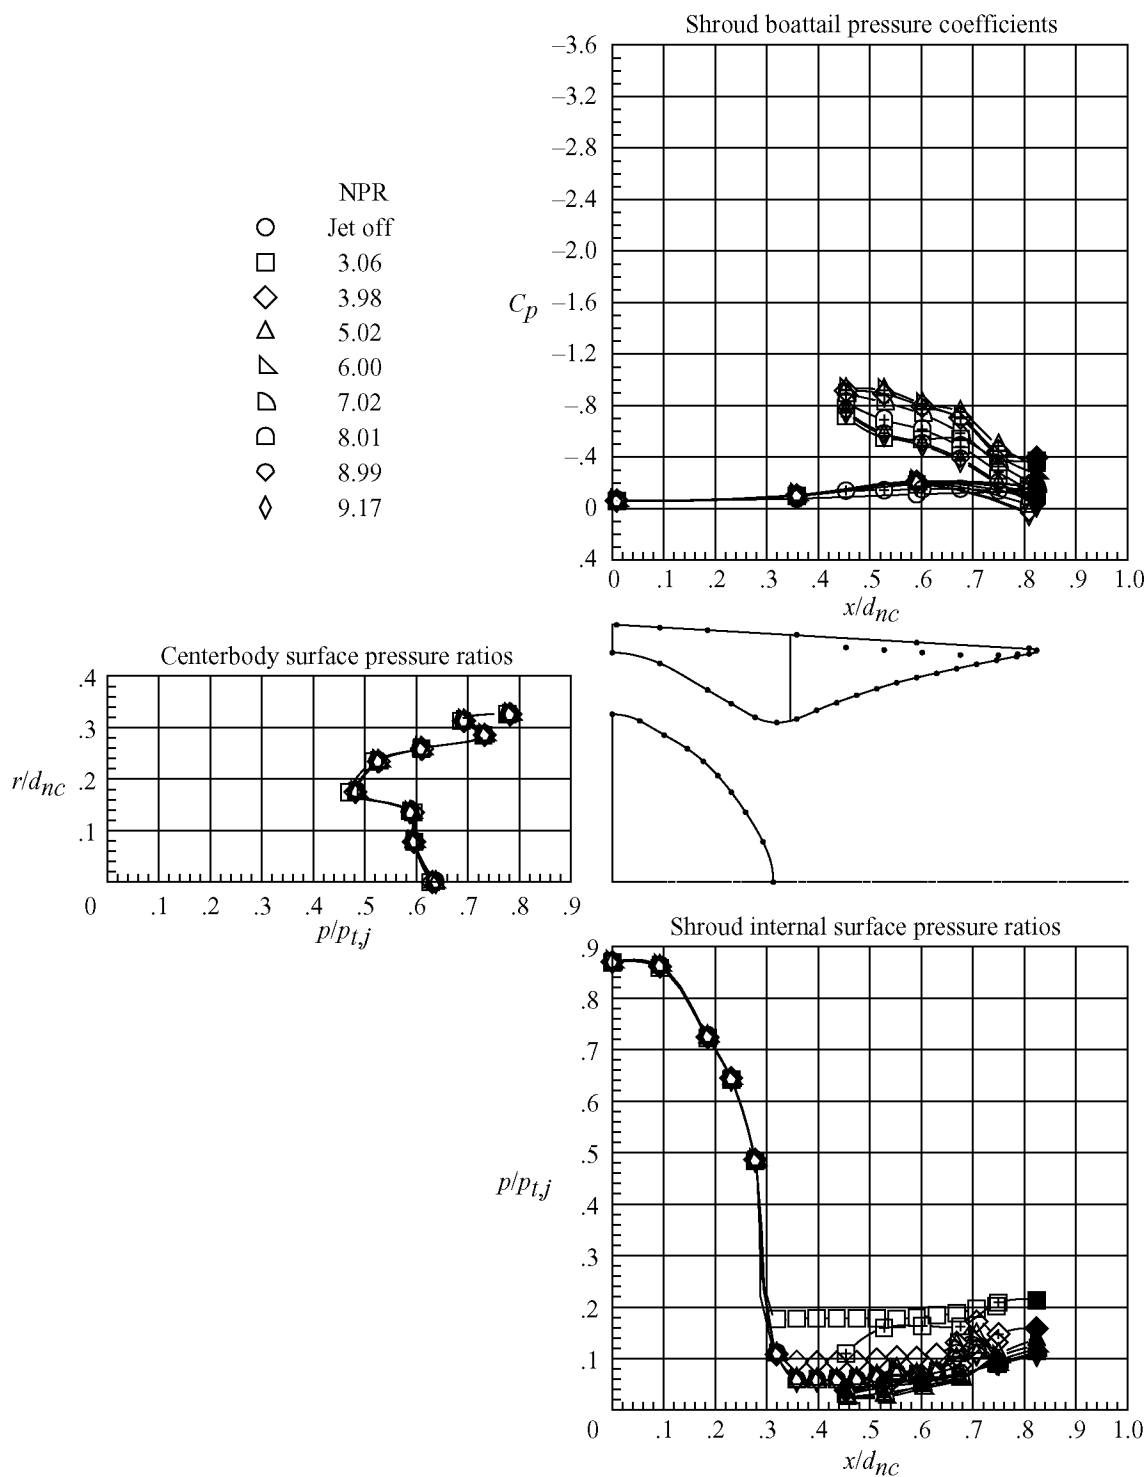 Shroud boattail pressure coefficients
–3.6
–3.2
–2.8
–2.4
–2.0
–1.6
–1.2
–.8
–.4
0
.4
C_p
0 .1 .2 .3 .4 .5 .6 .7 .8 .9 1.0
x/d_nc
NPR
Jet off
3.06
3.98
5.02
6.00
7.02
8.01
8.99
9.17
Centerbody surface pressure ratios
.4
.3
.2
.1
r/d_nc
0 .1 .2 .3 .4 .5 .6 .7 .8 .9
p/p_t,j
Shroud internal surface pressure ratios
.9
.8
.7
.6
.5
.4
.3
.2
.1
p/p_t,j
0 0 .1 .2 .3 .4 .5 .6 .7 .8 .9 1.0
x/d_nc